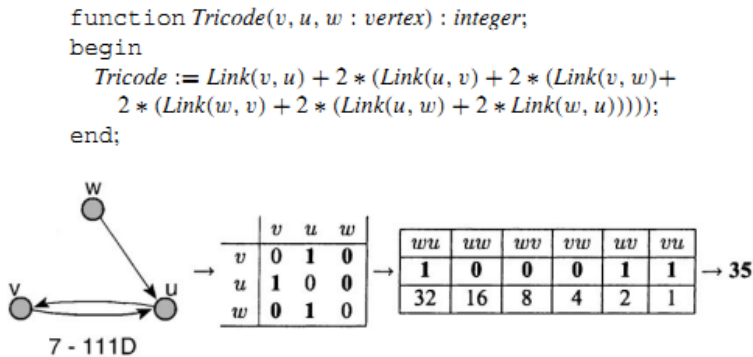 function Tricode(v, u, w : vertex) : integer;
begin
Tricode := Link(v, u) + 2 * (Link(u, v) + 2 * (Link(v, w)+
2 * (Link(w, v) + 2 * (Link(u, w) + 2 * Link(w, u)))));
end;
w
v
u
7 - 111D
→
v u w
v 0 1 0
u 1 0 0
w 0 1 0
→
wu uw wv vw uv vu
1 0 0 0 1 1
32 16 8 4 2 1
→ 35